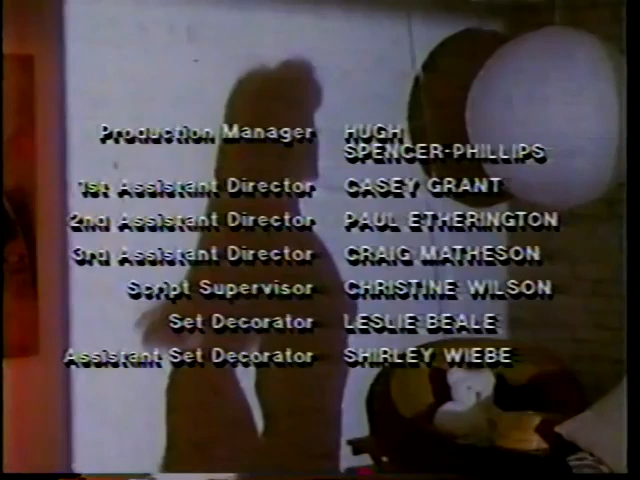 Production Manager HUGH
SPENCER-PHILLIPS
1st Assistant Director CASEY GRANT
2nd Assistant Director PAUL ETHERINGTON
3rd Assistant Director CRAIG MATHESON
Script Supervisor CHRISTINE WILSON
Set Decorator LESLIE BEALE
Assistant Set Decorator SHIRLEY WIEBE